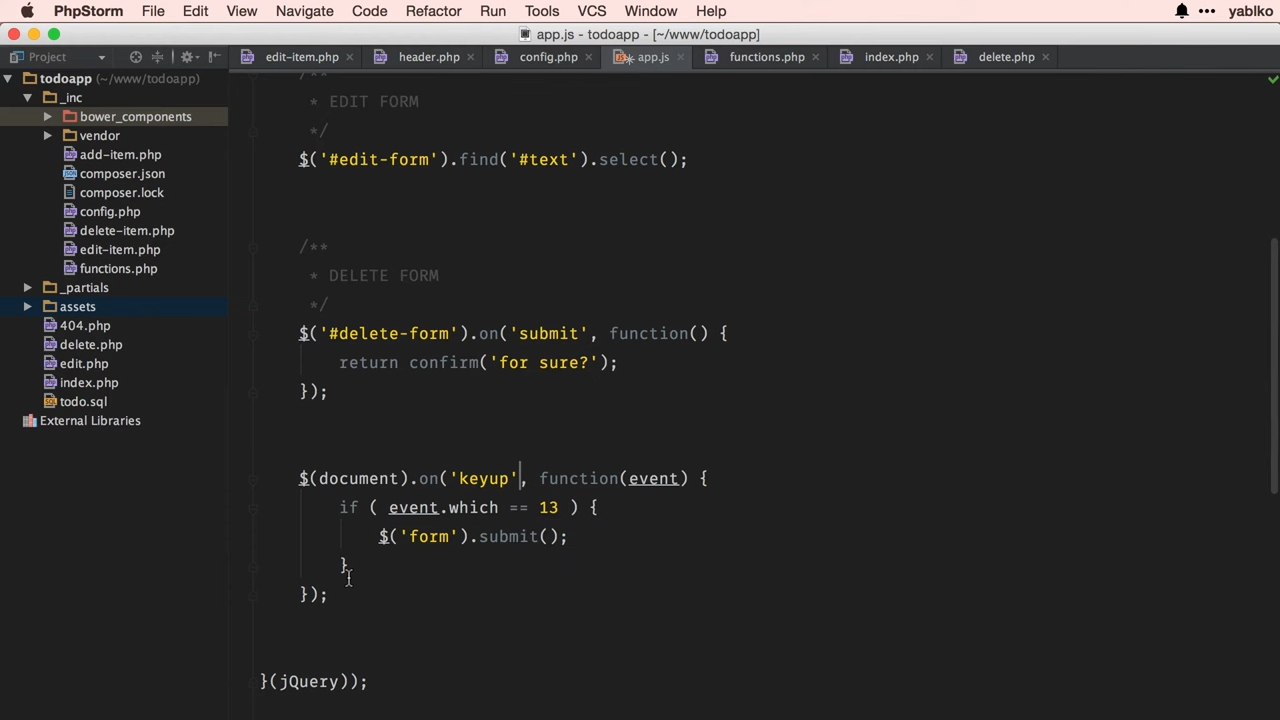 PhpStorm File Edit View Navigate Code Refactor Run Tools VCS Window Help yablko
app.js - todoapp - [~/www/todoapp]
Project
edit-item.php header.php config.php app.js functions.php index.php delete.php
todoapp (~/www/todoapp)
_inc
bower_components
vendor
add-item.php
composer.json
composer.lock
config.php
delete-item.php
edit-item.php
functions.php
_partials
assets
404.php
delete.php
edit.php
index.php
todo.sql
External Libraries
/**
* EDIT FORM
*/
$('#edit-form').find('#text').select();
/**
* DELETE FORM
*/
$('#delete-form').on('submit', function() {
return confirm('for sure?');
});
$(document).on('keyup', function(event) {
if ( event.which == 13 ) {
$('form').submit();
}
});
}(jQuery));